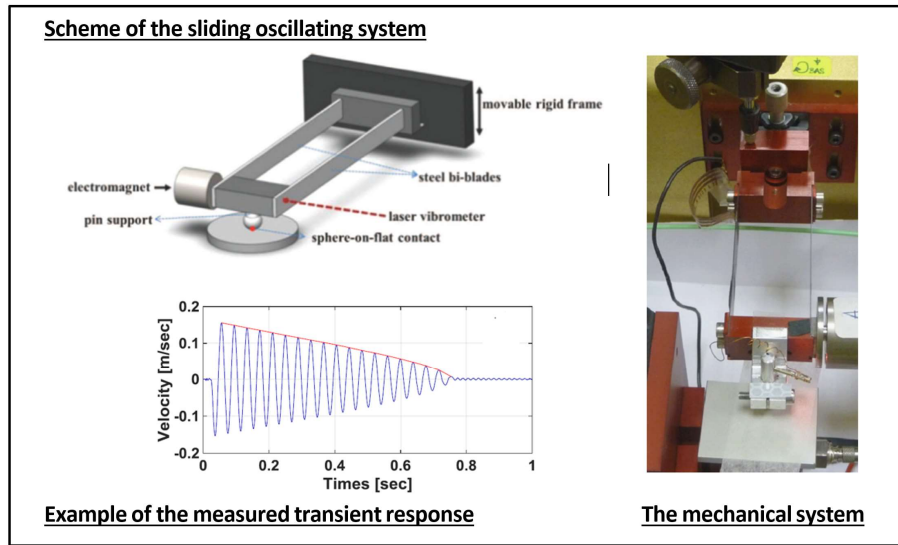 Scheme of the sliding oscillating system
movable rigid frame
electromagnet
steel bi-blades
laser vibrometer
pin support
sphere-on-flat contact
0.2
0.1
0
-0.1
-0.2
Velocity [m/sec]
0 0.2 0.4 0.6 0.8 1
Times [sec]
Example of the measured transient response
The mechanical system